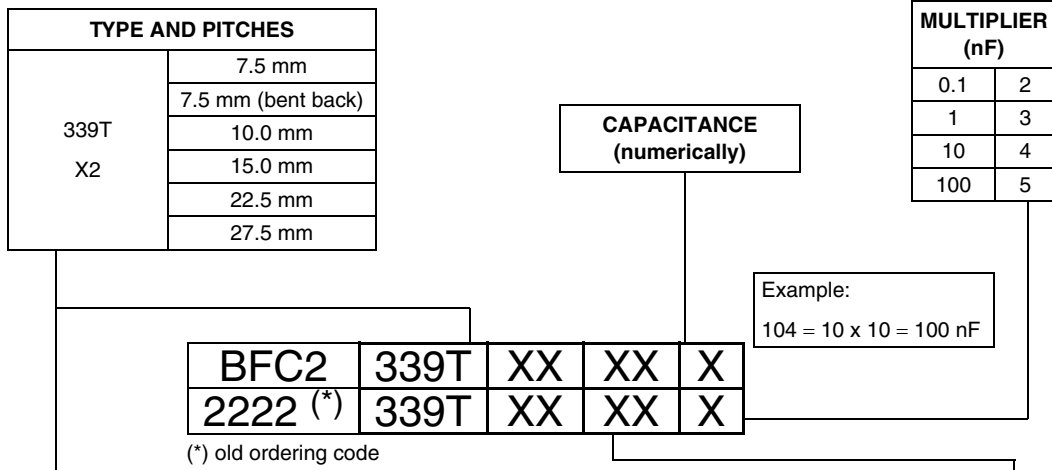 TYPE AND PITCHES
339T
X2
7.5 mm
7.5 mm (bent back)
10.0 mm
15.0 mm
22.5 mm
27.5 mm
CAPACITANCE
(numerically)
MULTIPLIER
(nF)
0.1 2
1 3
10 4
100 5
Example:
104 = 10 x 10 = 100 nF
BFC2 339T XX XX X
2222 (*) 339T XX XX X
(*) old ordering code